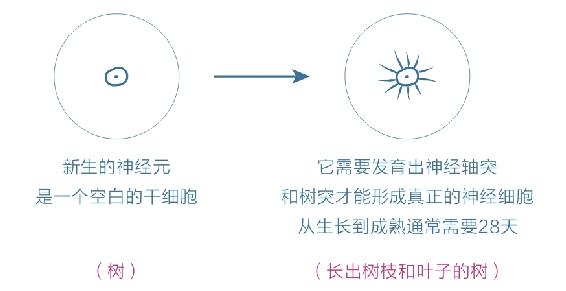 新生的神经元
是一个空白的干细胞
（树）
它需要发育出神经轴突
和树突才能形成真正的神经细胞
从生长到成熟通常需要28天
（长出树枝和叶子的树）